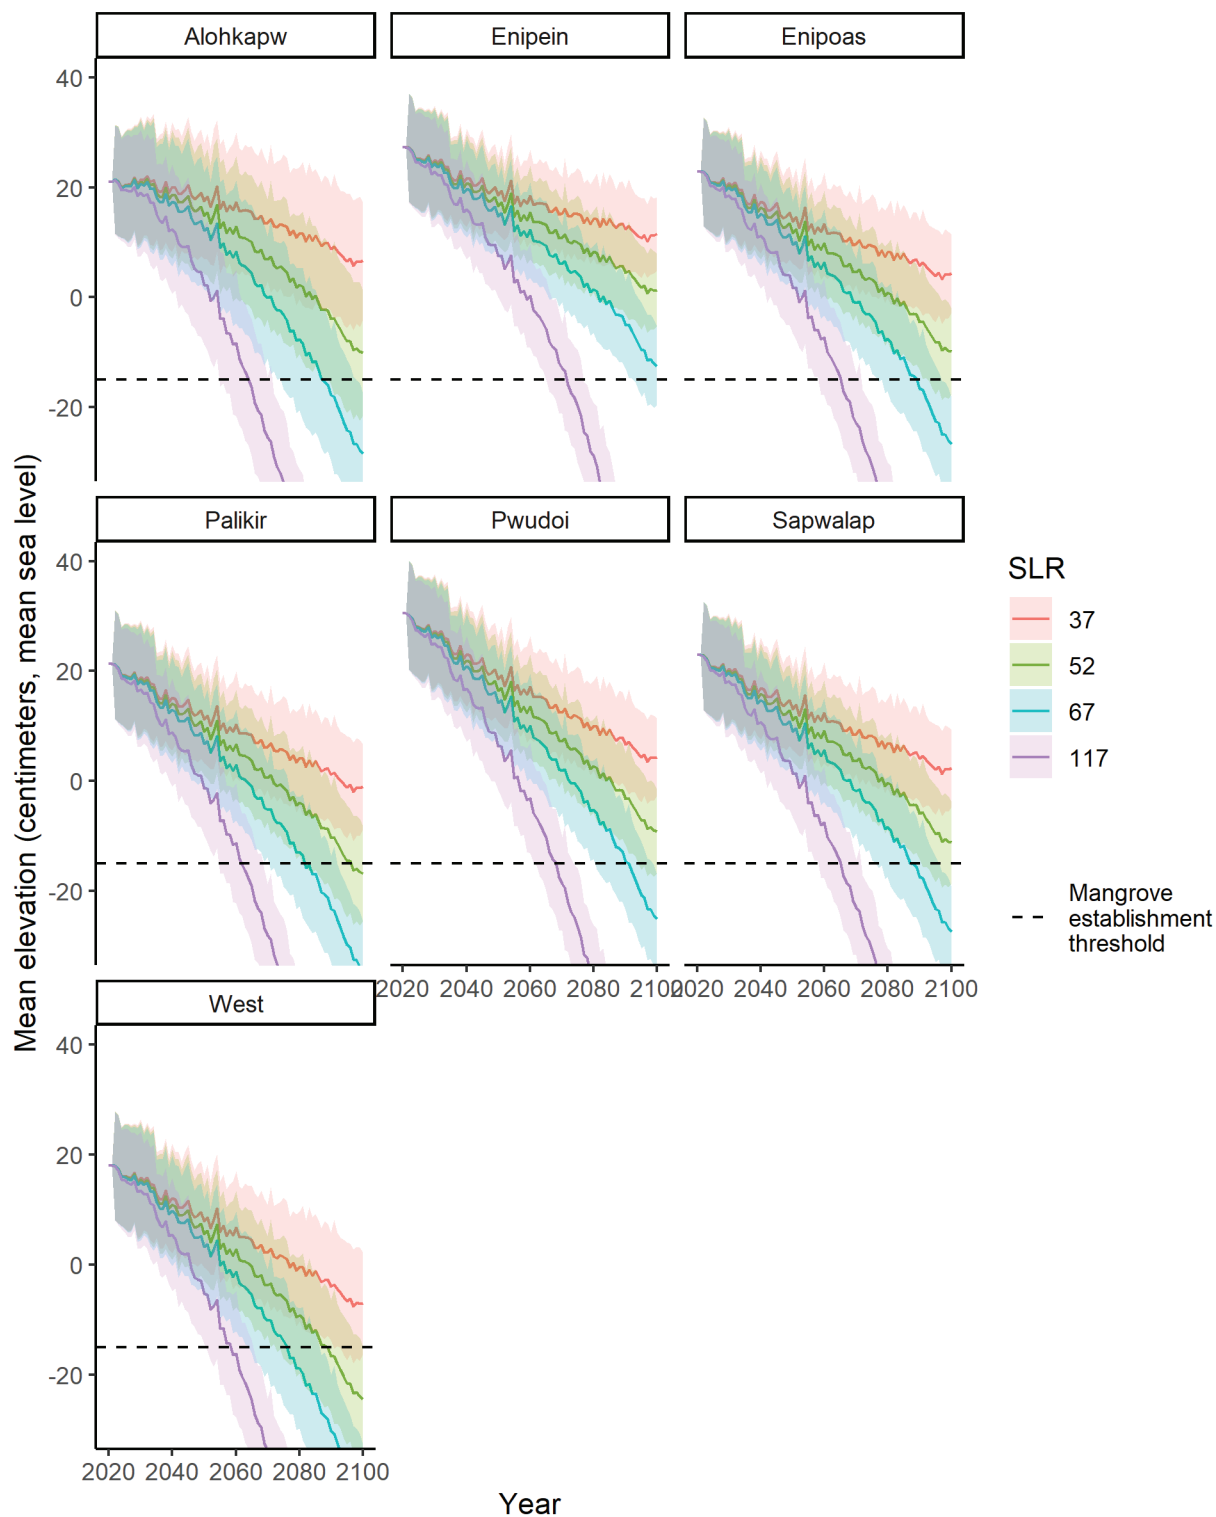 Alohkapw
Enipein
Enipoas
40
20
0
-20
Palikir
Pwudoi
Sapwalap
40
20
0
-20
2020 2040 2060 2080 2100
2020 2040 2060 2080 2100
West
40
20
0
-20
2020 2040 2060 2080 2100
Year
Mean elevation (centimeters, mean sea level)
SLR
37
52
67
117
Mangrove
establishment
threshold